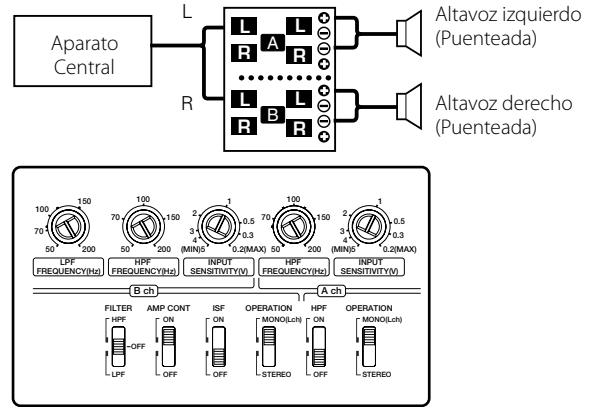 L
Aparato
Central
R
L L
A
R R
L L
B
R R
Altavoz izquierdo
(Puenteada)
Altavoz derecho
(Puenteada)
50 70 100 150 200
LPF
FREQUENCY(Hz)
50 70 100 150 200
HPF
FREQUENCY(Hz)
(MIN)5 4 3 2 1 0.5 0.3 0.2(MAX)
INPUT
SENSITIVITY(V)
50 70 100 150 200
HPF
FREQUENCY(Hz)
(MIN)5 4 3 2 1 0.5 0.3 0.2(MAX)
INPUT
SENSITIVITY(V)
B ch
A ch
FILTER
HPF
OFF
LPF
AMP CONT
ON
OFF
ISF
ON
OFF
OPERATION
MONO(Lch)
STEREO
HPF
ON
OFF
OPERATION
MONO(Lch)
STEREO